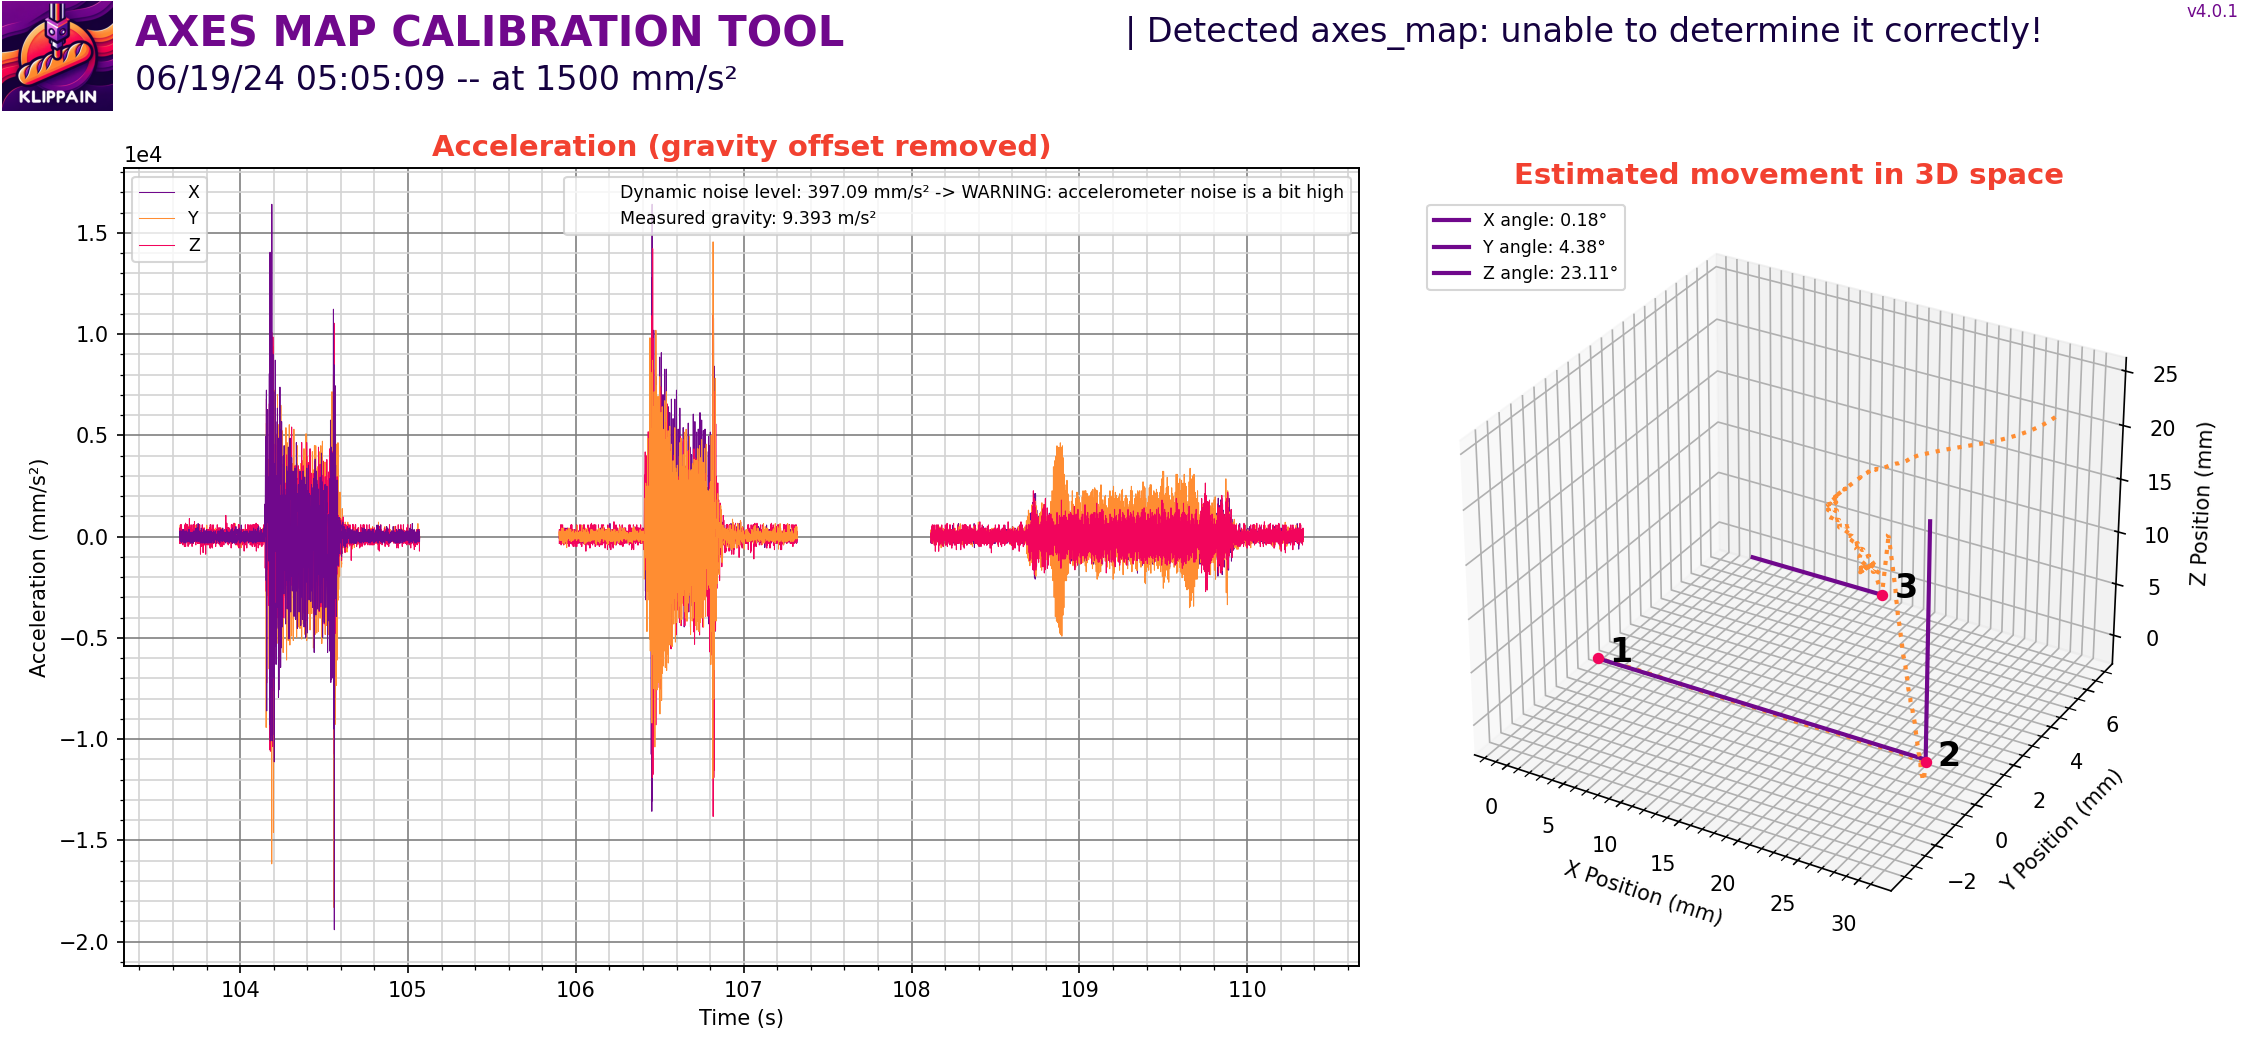 KLIPPAIN
AXES MAP CALIBRATION TOOL
06/19/24 05:05:09 -- at 1500 mm/s²
| Detected axes_map: unable to determine it correctly!
v4.0.1
Acceleration (gravity offset removed)
1e4
X
Y
Z
Dynamic noise level: 397.09 mm/s² -> WARNING: accelerometer noise is a bit high
Measured gravity: 9.393 m/s²
1.5
1.0
0.5
0.0
−0.5
−1.0
−1.5
−2.0
Acceleration (mm/s²)
104
105
106
107
108
109
110
Time (s)
Estimated movement in 3D space
X angle: 0.18°
Y angle: 4.38°
Z angle: 23.11°
1
2
3
0
5
10
15
20
25
30
X Position (mm)
−2
0
2
4
6
Y Position (mm)
0
5
10
15
20
25
Z Position (mm)